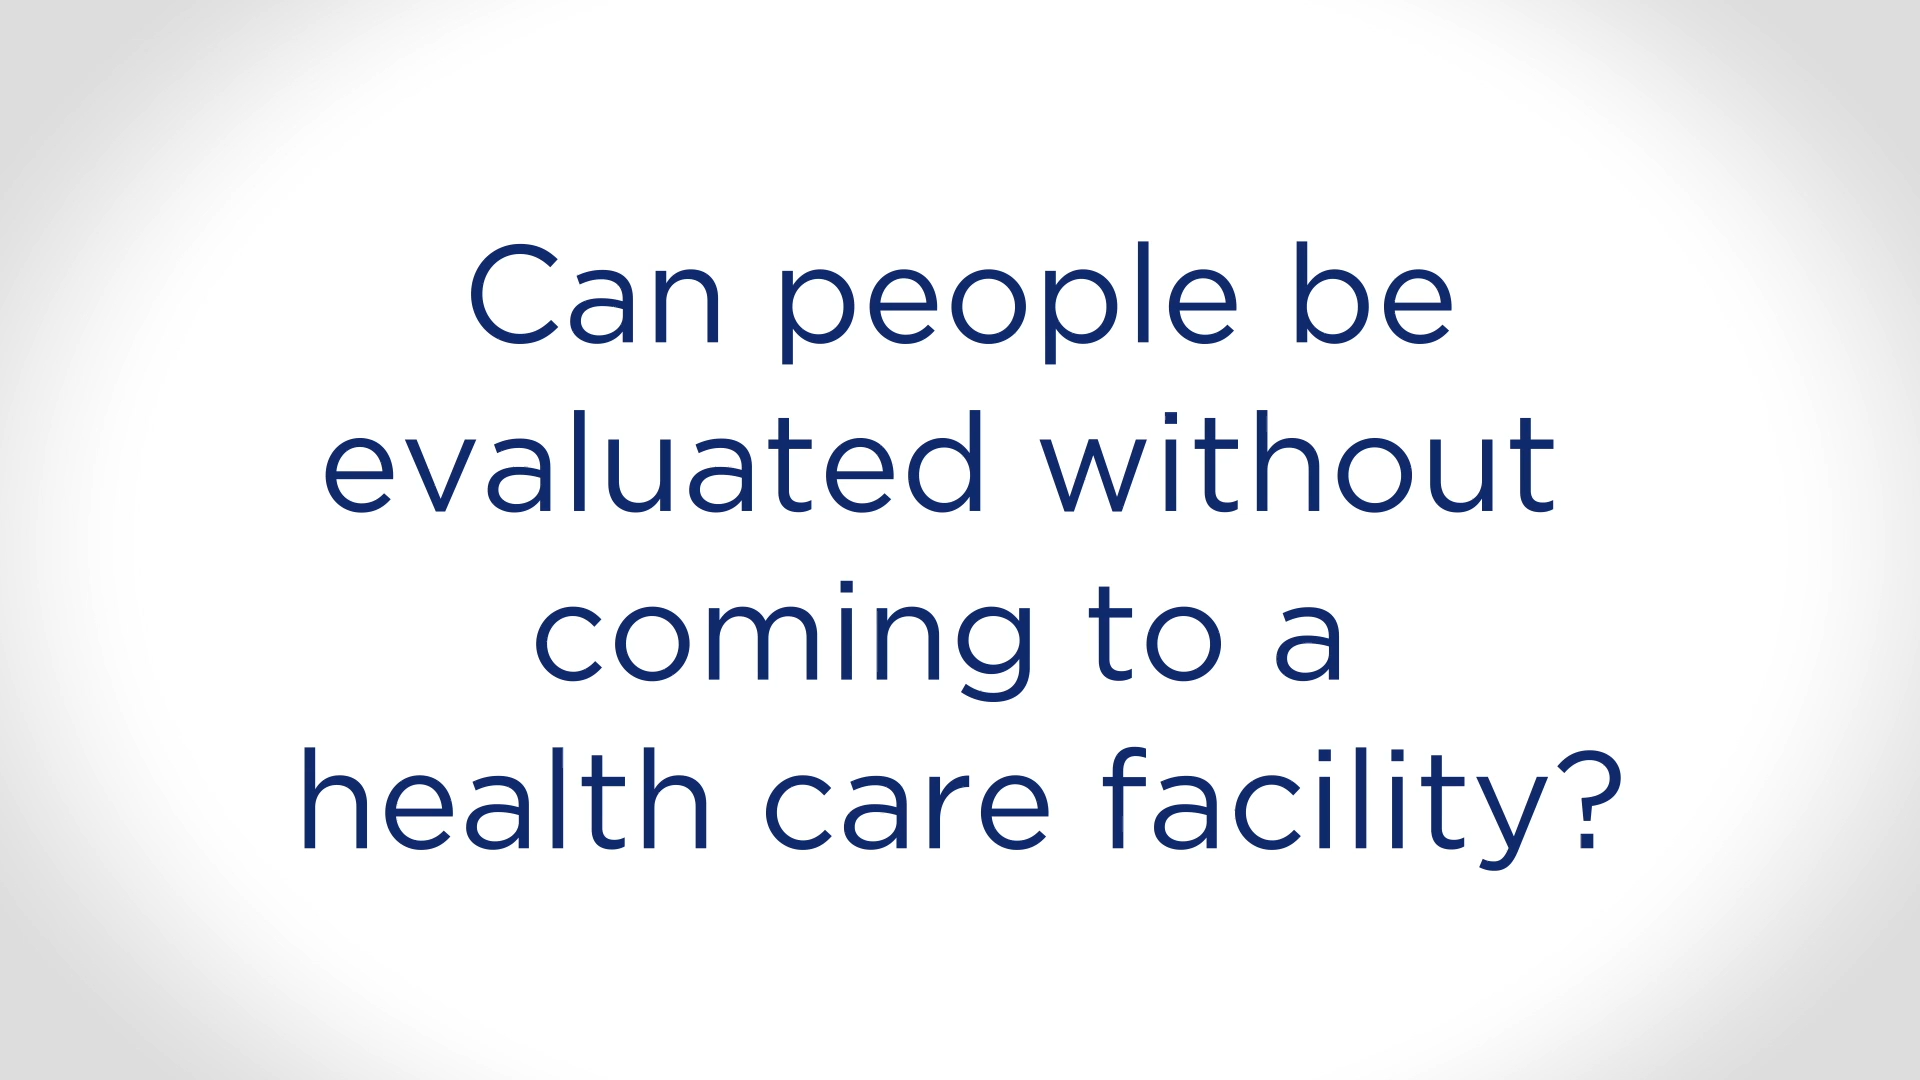 Can people be
evaluated without
coming to a
health care facility?